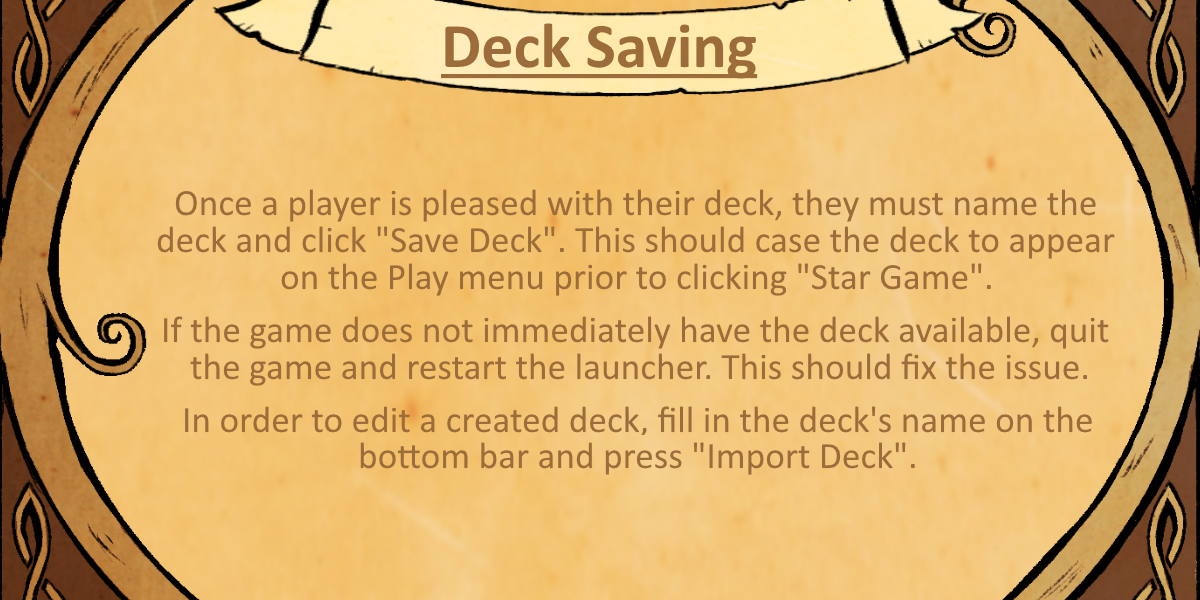 Deck Saving
Once a player is pleased with their deck, they must name the
deck and click "Save Deck". This should case the deck to appear
on the Play menu prior to clicking "Star Game".
If the game does not immediately have the deck available, quit
the game and restart the launcher. This should fix the issue.
In order to edit a created deck, fill in the deck's name on the
bottom bar and press "Import Deck".